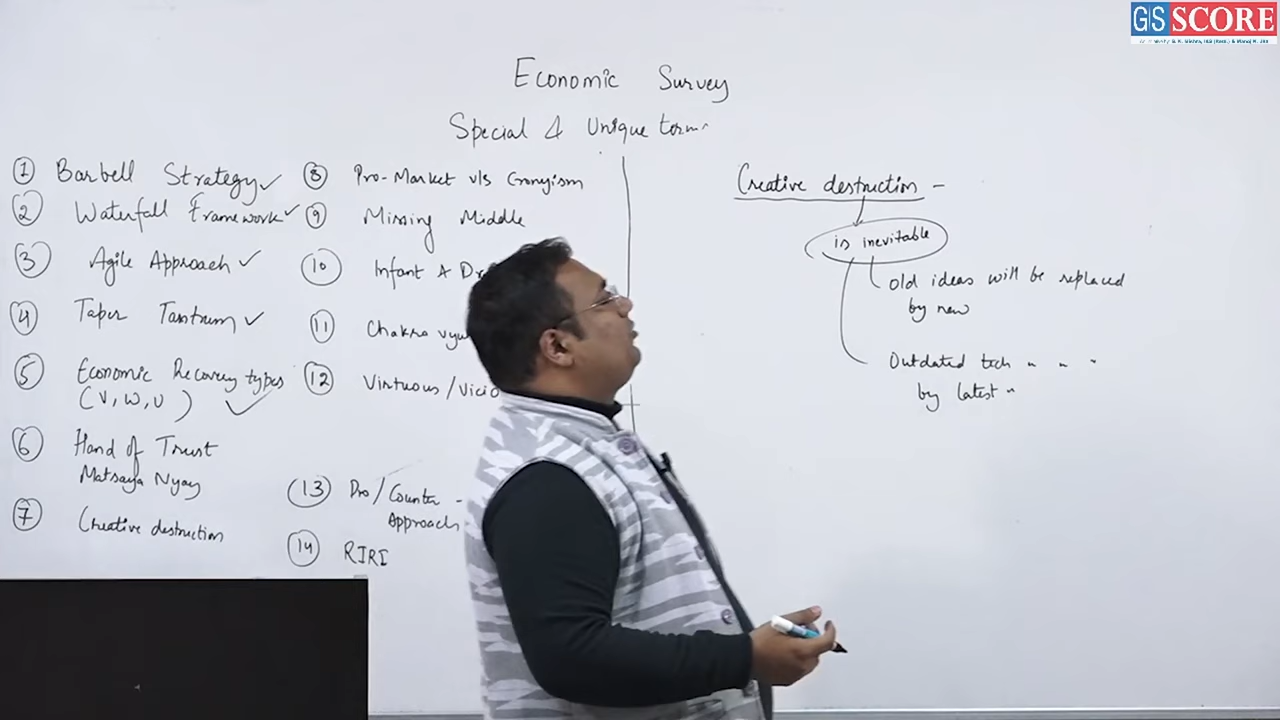 GS SCORE
Economic Survey
Special & Unique term
① Barbell Strategy ✓
② Waterfall Framework ✓
③ Agile Approach ✓
④ Taper Tantrum ✓
⑤ Economic Recovery types
(V, W, U) ✓
⑥ Hand of Trust
Matsaya Nyay
⑦ Creative destruction
⑧ Pro-Market v/s Cronyism
⑨ Missing Middle
⑩ Infant & Dr
⑪ Chakra vyu
⑫ Virtuous/Vicio
⑬ Pro/Counter -
Approach
⑭ RIRI
Creative destruction -
is inevitable
Old ideas will be replaced
by new
Outdated tech " " "
by latest "